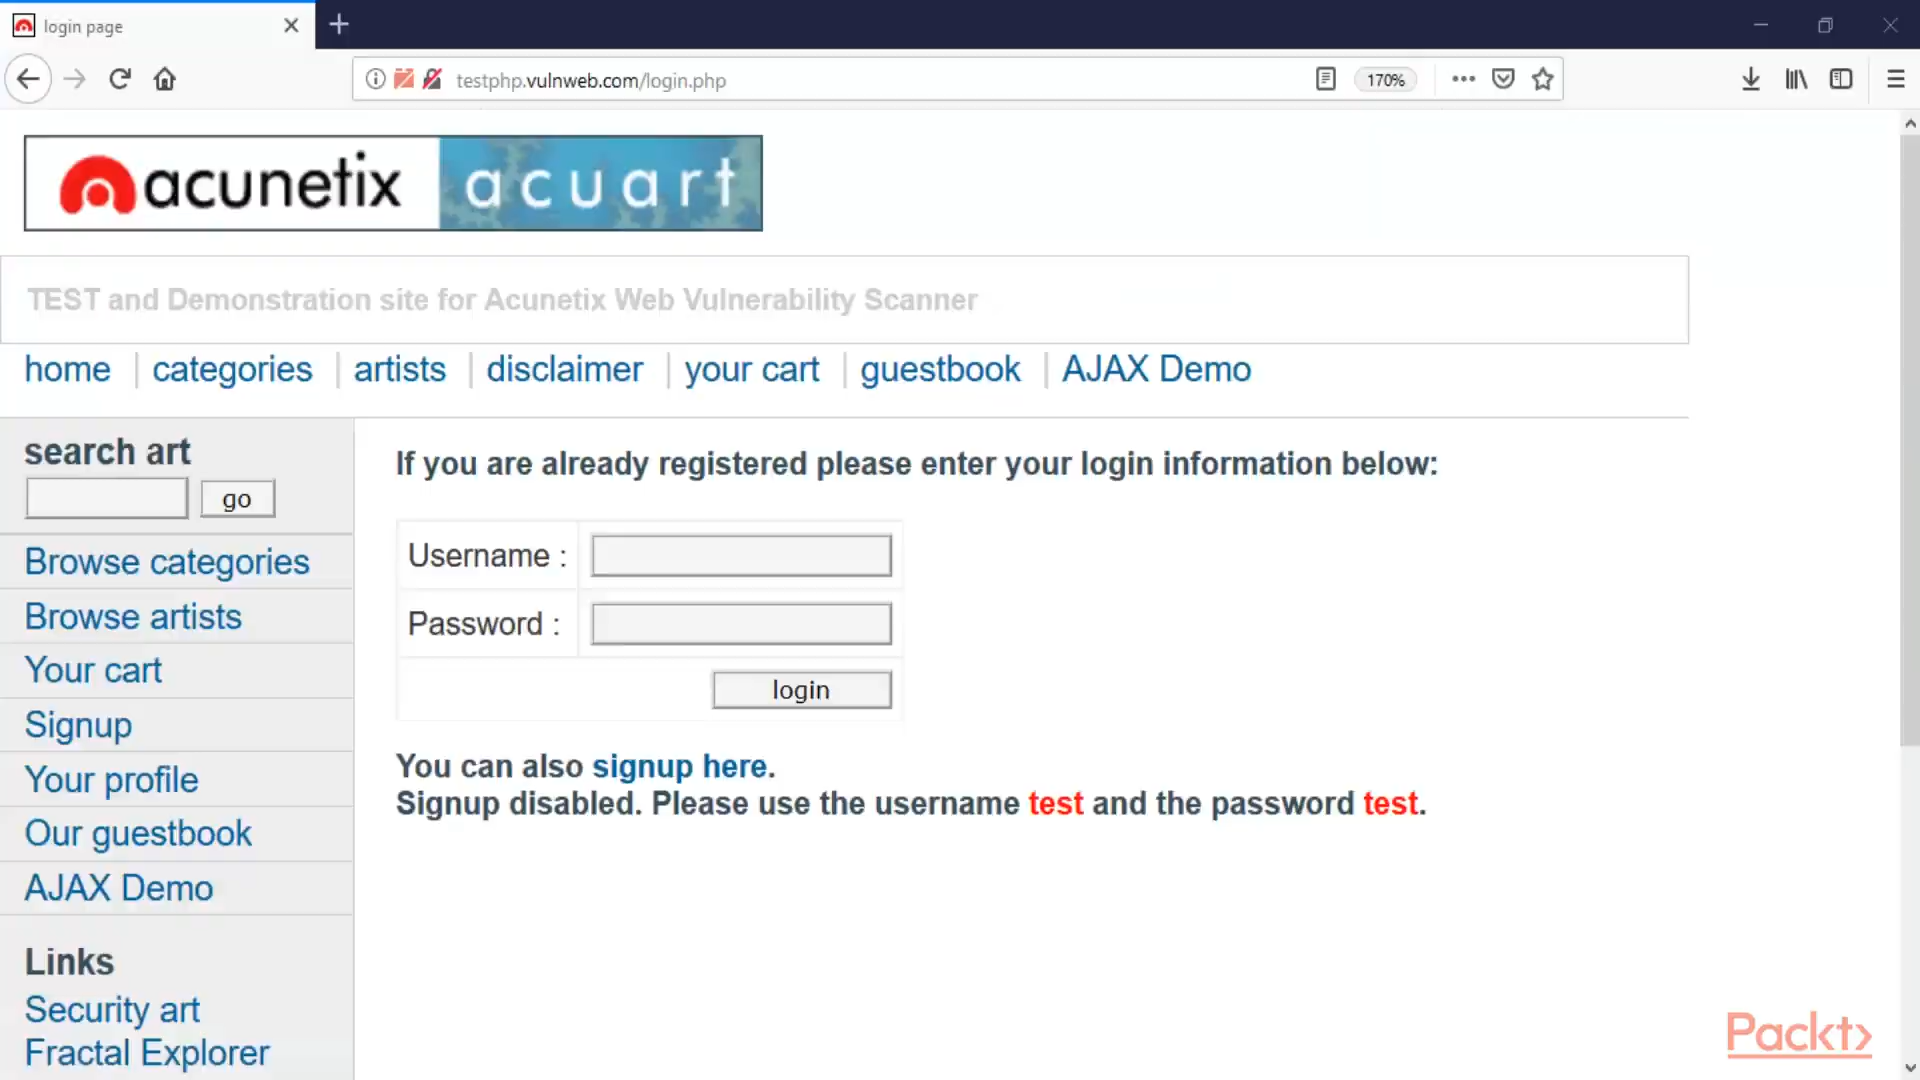 login page
testphp.vulnweb.com/login.php
170%
acunetix acuart
TEST and Demonstration site for Acunetix Web Vulnerability Scanner
home categories artists disclaimer your cart guestbook AJAX Demo
search art
go
Browse categories
Browse artists
Your cart
Signup
Your profile
Our guestbook
AJAX Demo
Links
Security art
Fractal Explorer
If you are already registered please enter your login information below:
Username :
Password :
login
You can also signup here.
Signup disabled. Please use the username test and the password test.
Packt>